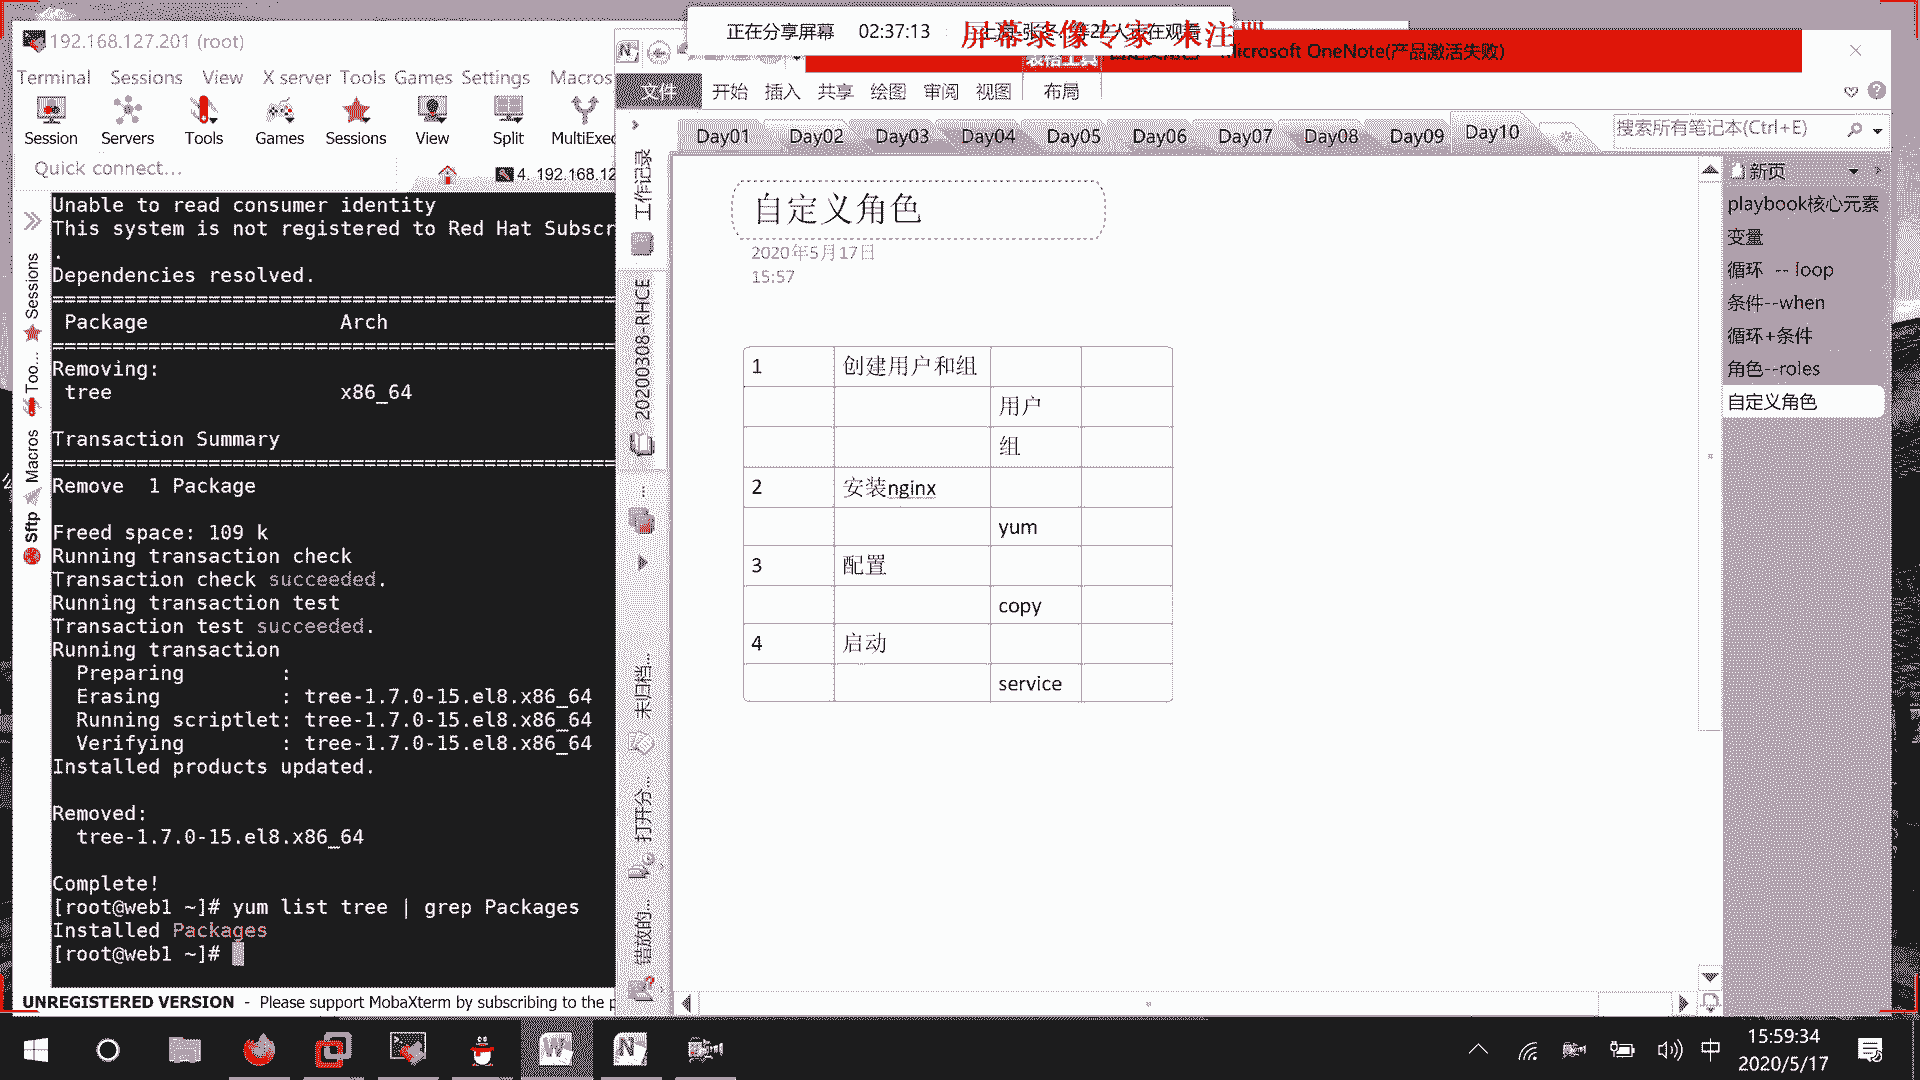 正在分享屏幕 02:37:13
屏幕录像专家 未注册
192.168.127.201 (root)
Microsoft OneNote(产品激活失败)
表格工具
Terminal Sessions View X server Tools Games Settings Macros
文件 开始 插入 共享 绘图 审阅 视图 布局
Session Servers Tools Games Sessions View Split MultiExec
Day01 Day02 Day03 Day04 Day05 Day06 Day07 Day08 Day09 Day10
搜索所有笔记本(Ctrl+E)
Quick connect...
4. 192.168.12
Sessions
Too...
Macros
Sftp
Unable to read consumer identity
This system is not registered to Red Hat Subscr
.
Dependencies resolved.
Package Arch
Removing:
tree x86_64
Transaction Summary
Remove 1 Package
Freed space: 109 k
Running transaction check
Transaction check succeeded.
Running transaction test
Transaction test succeeded.
Running transaction
Preparing :
Erasing : tree-1.7.0-15.el8.x86_64
Running scriptlet: tree-1.7.0-15.el8.x86_64
Verifying : tree-1.7.0-15.el8.x86_64
Installed products updated.
Removed:
tree-1.7.0-15.el8.x86_64
Complete!
[root@web1 ~]# yum list tree | grep Packages
Installed Packages
[root@web1 ~]#
UNREGISTERED VERSION - Please support MobaXterm by subscribing to the p
工作记录
20200308-RHCE
...
未归档...
打开分...
错放的...
自定义角色
2020年5月17日
15:57
1 创建用户和组
用户
组
2 安装nginx
yum
3 配置
copy
4 启动
service
新页
playbook核心元素
变量
循环 -- loop
条件--when
循环+条件
角色--roles
自定义角色
中
15:59:34
2020/5/17